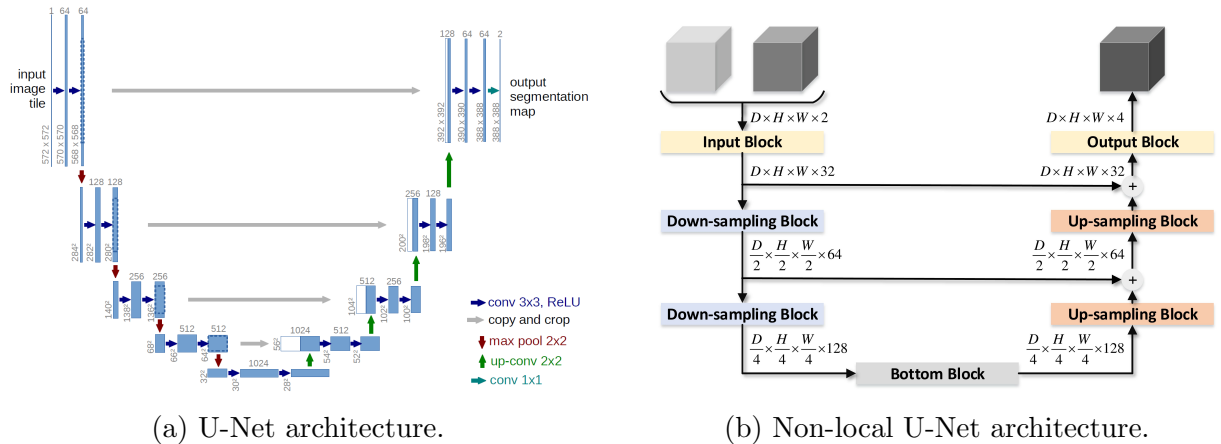 1 64 64
input
image
tile
572 x 572
570 x 570
568 x 568
128 64 64 2
output
segmentation
map
392 x 392
390 x 390
388 x 388
388 x 388
128 128
284²
282²
280²
256 128
200²
198²
196²
256 256
140²
138²
136²
512 256
104²
102²
100²
512 512
68²
66²
64²
1024 512
56²
54²
52²
1024
32²
30²
28²
conv 3x3, ReLU
copy and crop
max pool 2x2
up-conv 2x2
conv 1x1
(a) U-Net architecture.
D×H×W×2
Input Block
D×H×W×32
Down-sampling Block
D/2×H/2×W/2×64
Down-sampling Block
D/4×H/4×W/4×128
Bottom Block
D/4×H/4×W/4×128
Up-sampling Block
+
D/2×H/2×W/2×64
Up-sampling Block
+
D×H×W×32
Output Block
D×H×W×4
(b) Non-local U-Net architecture.